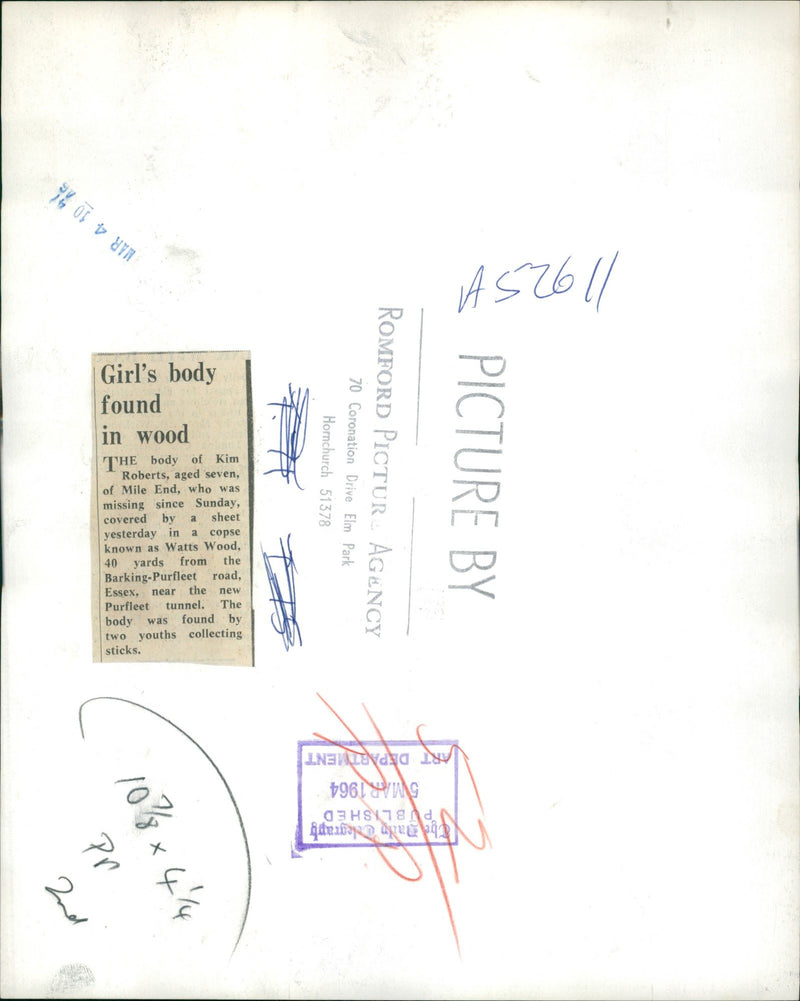 MAR 4 10
A52611
PICTURE BY
ROMFORD PICTURE AGENCY
70 Coronation Drive Elm Park
Hornchurch 51378
Girl's body
found
in wood
THE body of Kim
Roberts, aged seven,
of Mile End, who was
missing since Sunday,
covered by a sheet
yesterday in a copse
known as Watts Wood,
40 yards from the
Barking-Purfleet road,
Essex, near the new
Purfleet tunnel. The
body was found by
two youths collecting
sticks.
The Daily Telegraph
PUBLISHED
5 MAR 1964
ART DEPARTMENT
10 7/8 x 4 1/4